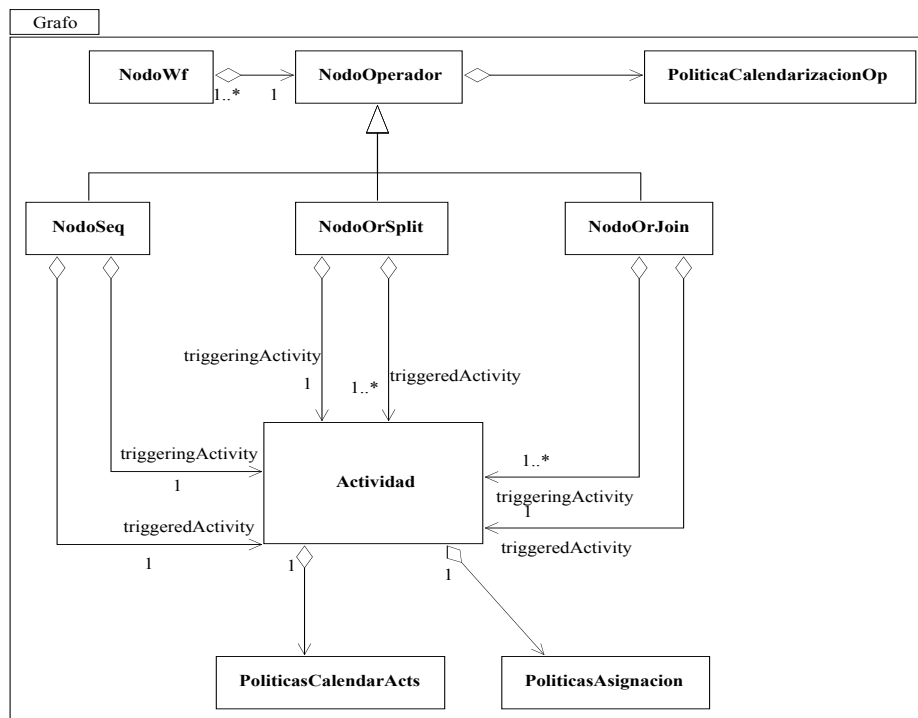 Grafo
NodoWf
NodoOperador
PoliticaCalendarizacionOp
1..*
1
NodoSeq
NodoOrSplit
NodoOrJoin
triggeringActivity
1
1..*
triggeredActivity
Actividad
triggeringActivity
1
triggeredActivity
1
1..*
triggeringActivity
1
triggeredActivity
1
1
PoliticasCalendarActs
PoliticasAsignacion